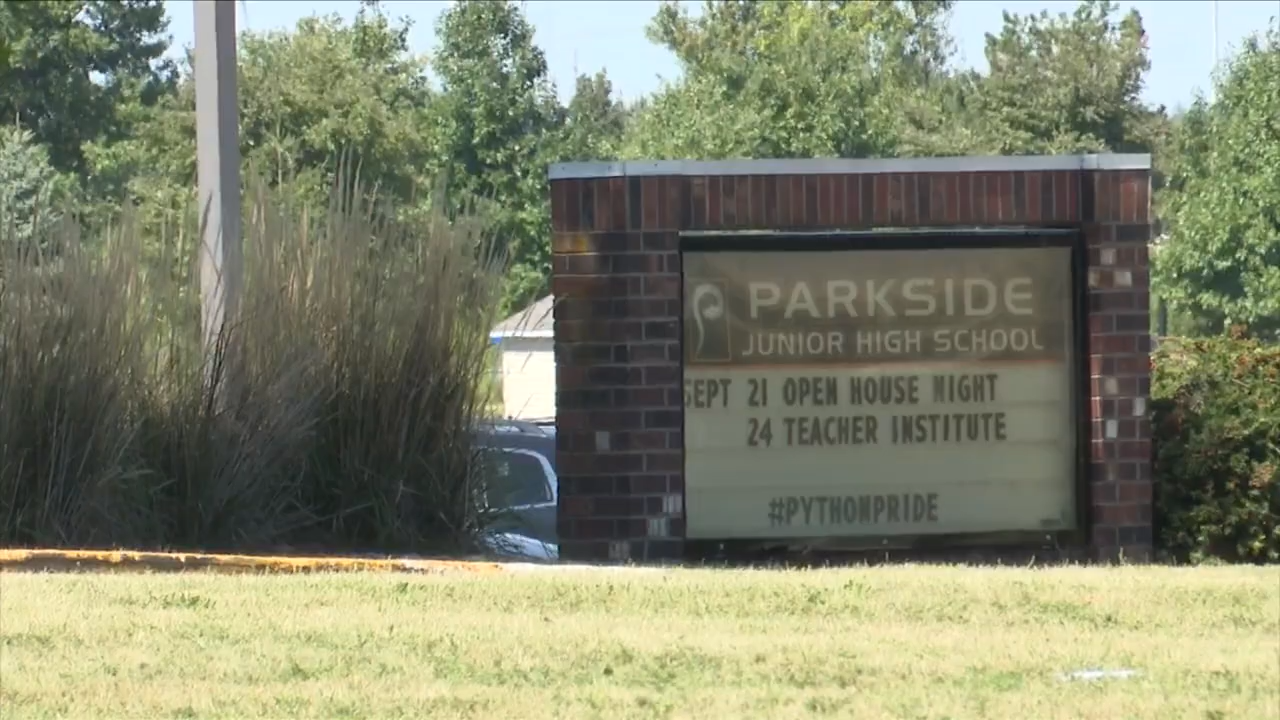 PARKSIDE
JUNIOR HIGH SCHOOL
SEPT 21 OPEN HOUSE NIGHT
24 TEACHER INSTITUTE
#PYTHONPRIDE